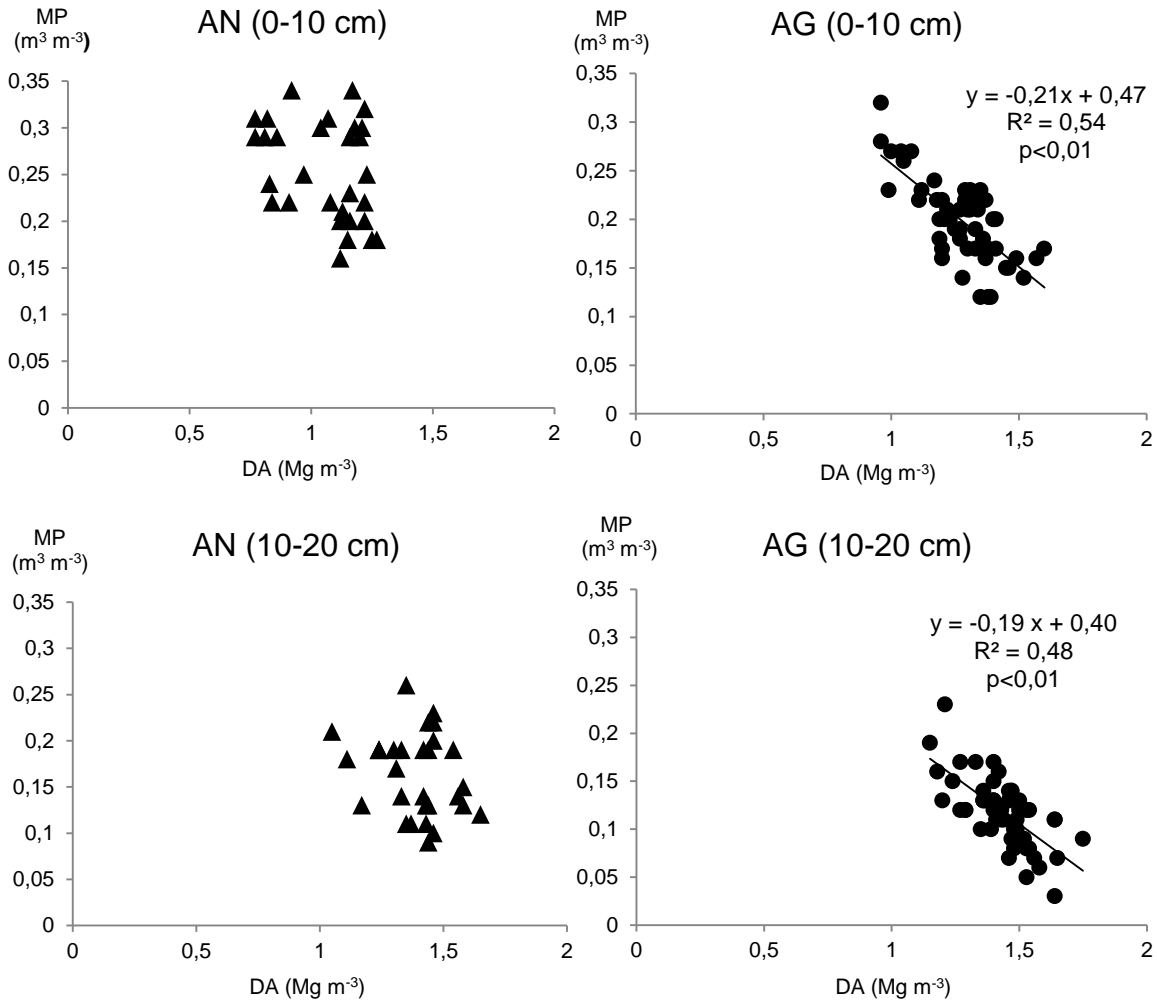 MP
(m³ m⁻³)
AN (0-10 cm)
0,35
0,3
0,25
0,2
0,15
0,1
0,05
0
0 0,5 1 1,5 2
DA (Mg m⁻³)
MP
(m³ m⁻³)
AG (0-10 cm)
y = -0,21x + 0,47
R² = 0,54
p<0,01
0,35
0,3
0,25
0,2
0,15
0,1
0,05
0
0 0,5 1 1,5 2
DA (Mg m⁻³)
MP
(m³ m⁻³)
AN (10-20 cm)
0,35
0,3
0,25
0,2
0,15
0,1
0,05
0
0 0,5 1 1,5 2
DA (Mg m⁻³)
MP
(m³ m⁻³)
AG (10-20 cm)
y = -0,19 x + 0,40
R² = 0,48
p<0,01
0,35
0,3
0,25
0,2
0,15
0,1
0,05
0
0 0,5 1 1,5 2
DA (Mg m⁻³)